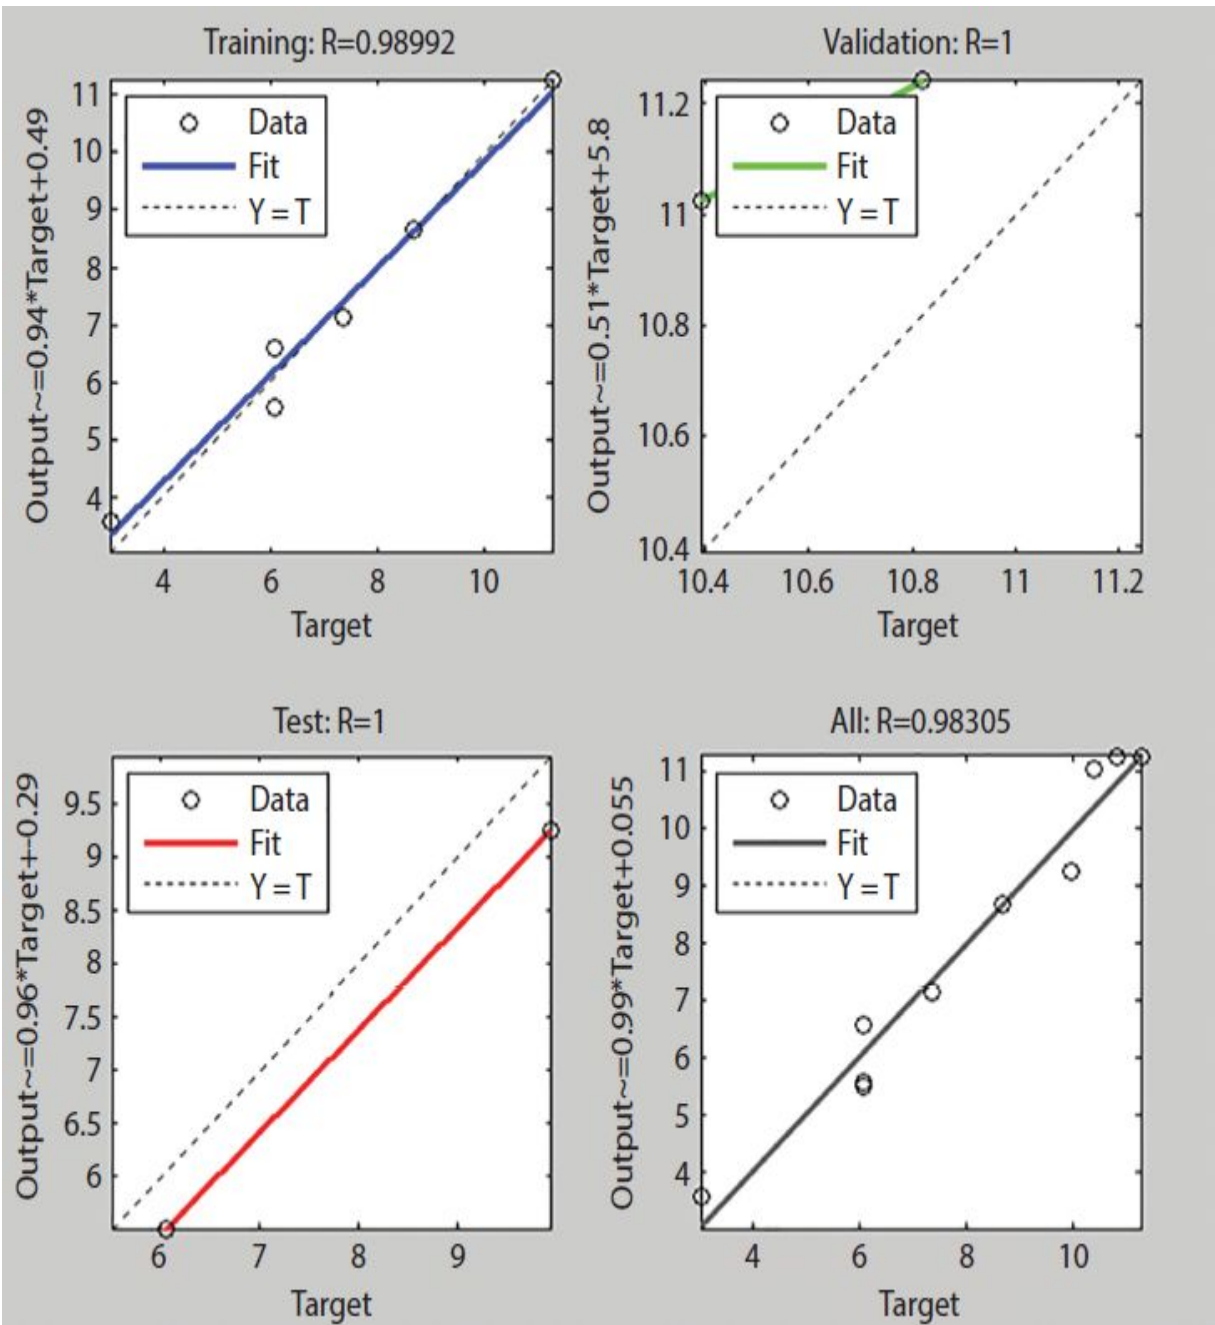 Training: R=0.98992
Output~=0.94*Target+0.49
11
10
9
8
7
6
5
4
Data
Fit
Y = T
4 6 8 10
Target
Validation: R=1
Output~=0.51*Target+5.8
11.2
11
10.8
10.6
10.4
Data
Fit
Y = T
10.4 10.6 10.8 11 11.2
Target
Test: R=1
Output~=0.96*Target+-0.29
9.5
9
8.5
8
7.5
7
6.5
6
Data
Fit
Y = T
6 7 8 9
Target
All: R=0.98305
Output~=0.99*Target+0.055
11
10
9
8
7
6
5
4
Data
Fit
Y = T
4 6 8 10
Target